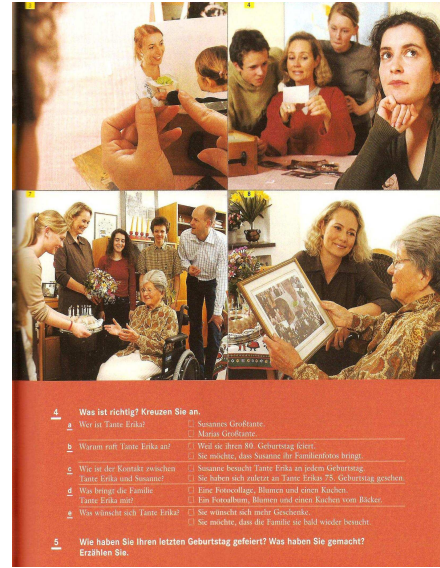 3
4
7
8
4 Was ist richtig? Kreuzen Sie an.
a Wer ist Tante Erika? □ Susannes Großtante.
□ Marias Großtante.
b Warum ruft Tante Erika an? □ Weil sie ihren 80. Geburtstag feiert.
□ Sie möchte, dass Susanne ihr Familienfotos bringt.
c Wie ist der Kontakt zwischen □ Susanne besucht Tante Erika an jedem Geburtstag.
Tante Erika und Susanne? □ Sie haben sich zuletzt an Tante Erikas 75. Geburtstag gesehen.
d Was bringt die Familie □ Eine Fotocollage, Blumen und einen Kuchen.
Tante Erika mit? □ Ein Fotoalbum, Blumen und einen Kuchen vom Bäcker.
e Was wünscht sich Tante Erika? □ Sie wünscht sich mehr Geschenke.
□ Sie möchte, dass die Familie sie bald wieder besucht.
5 Wie haben Sie Ihren letzten Geburtstag gefeiert? Was haben Sie gemacht?
Erzählen Sie.